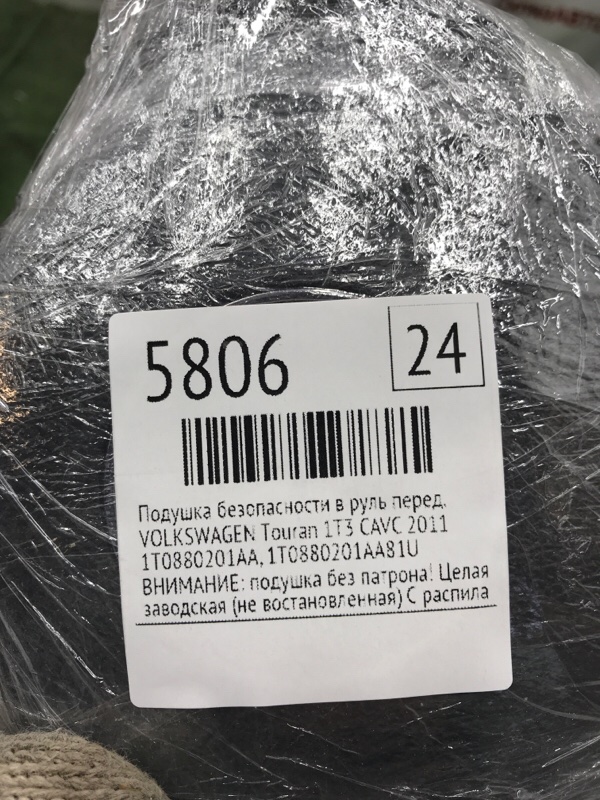 5806
24
Подушка безопасности в руль перед.
VOLKSWAGEN Touran 1T3 CAVC 2011
1T0880201AA, 1T0880201AA81U
ВНИМАНИЕ: подушка без патрона! Целая
заводская (не востановленная) С распила